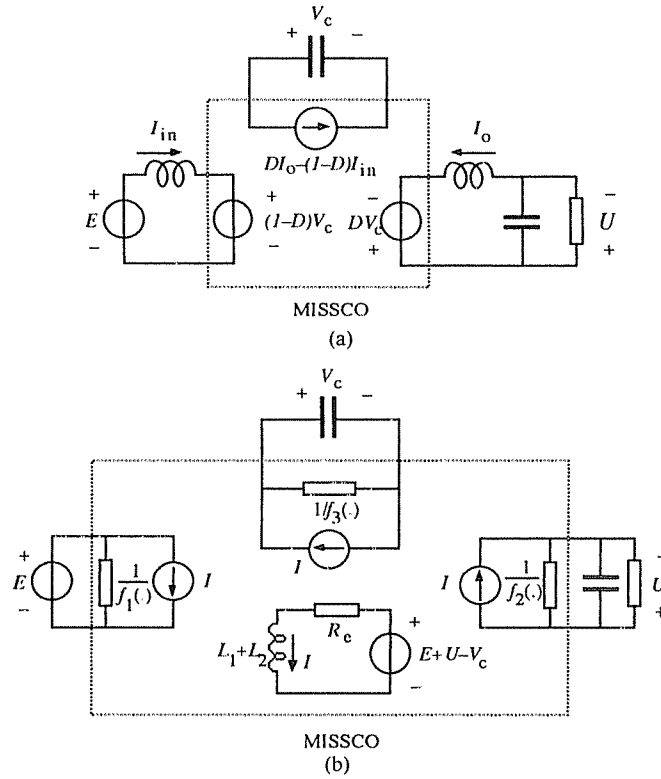 V_c
+ −
I_in
DI_o−(1−D)I_in
I_o
+ E −
+ (1−D)V_c −
− DV_c +
− U +
MISSCO
(a)
V_c
+ −
1/f_3(.)
I
+ E −
1/f_1(.) I
I 1/f_2(.)
− U +
R_e
L_1+L_2 I
+ E+U−V_c −
MISSCO
(b)